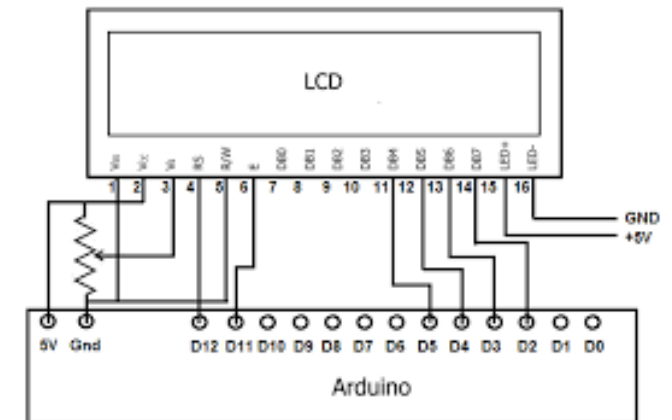 LCD
Vss Vcc Vo RS R/W E DB0 DB1 DB2 DB3 DB4 DB5 DB6 DB7 LED+ LED-
1 2 3 4 5 6 7 8 9 10 11 12 13 14 15 16
GND
+5V
5V Gnd D12 D11 D10 D9 D8 D7 D6 D5 D4 D3 D2 D1 D0
Arduino